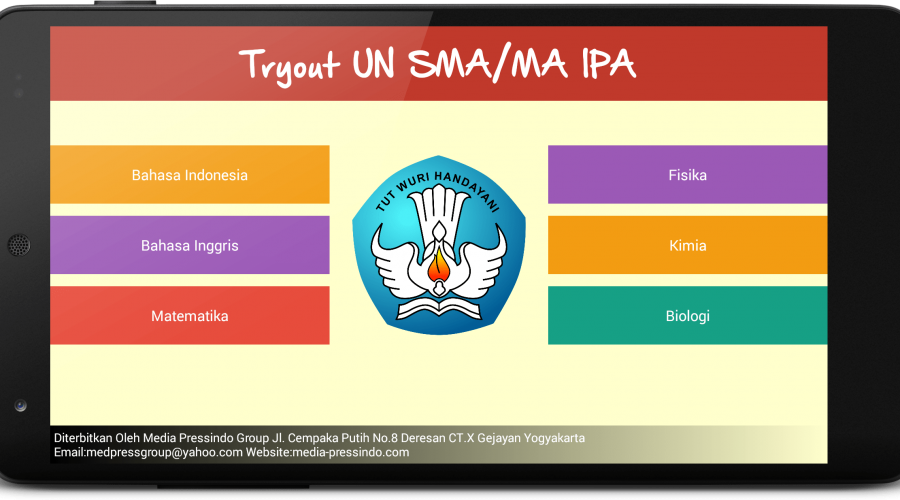 Tryout UN SMA/MA IPA
Bahasa Indonesia
Bahasa Inggris
Matematika
TUT WURI HANDAYANI
Fisika
Kimia
Biologi
Diterbitkan Oleh Media Pressindo Group Jl. Cempaka Putih No.8 Deresan CT.X Gejayan Yogyakarta
Email:medpressgroup@yahoo.com Website:media-pressindo.com